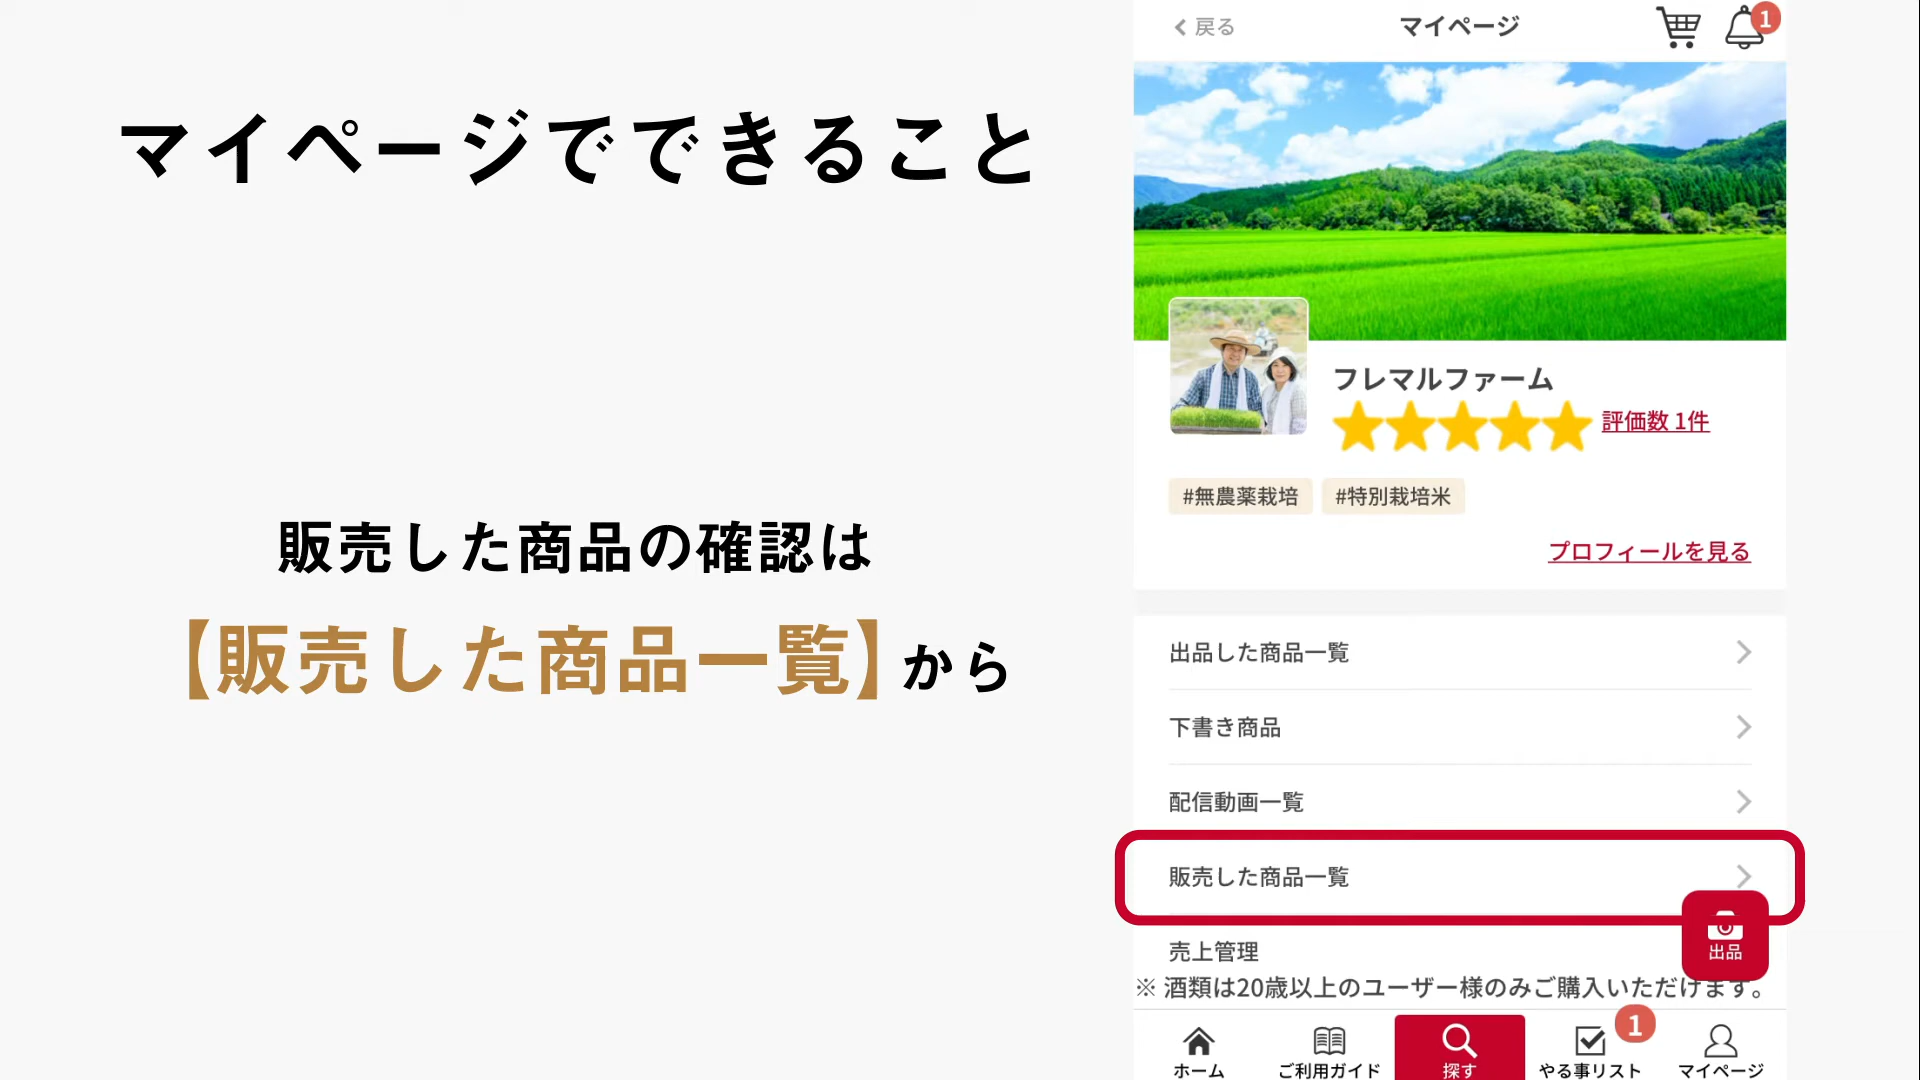 マイページでできること
販売した商品の確認は
【販売した商品一覧】から
戻る
マイページ
1
フレマルファーム
評価数 1件
#無農薬栽培
#特別栽培米
プロフィールを見る
出品した商品一覧
下書き商品
配信動画一覧
販売した商品一覧
出品
売上管理
※ 酒類は20歳以上のユーザー様のみご購入いただけます。
1
ホーム
ご利用ガイド
探す
やる事リスト
マイページ